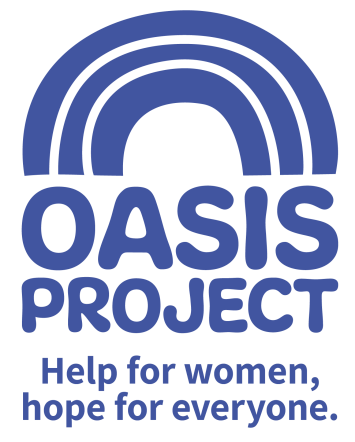 OASIS
PROJECT
Help for women,
hope for everyone.